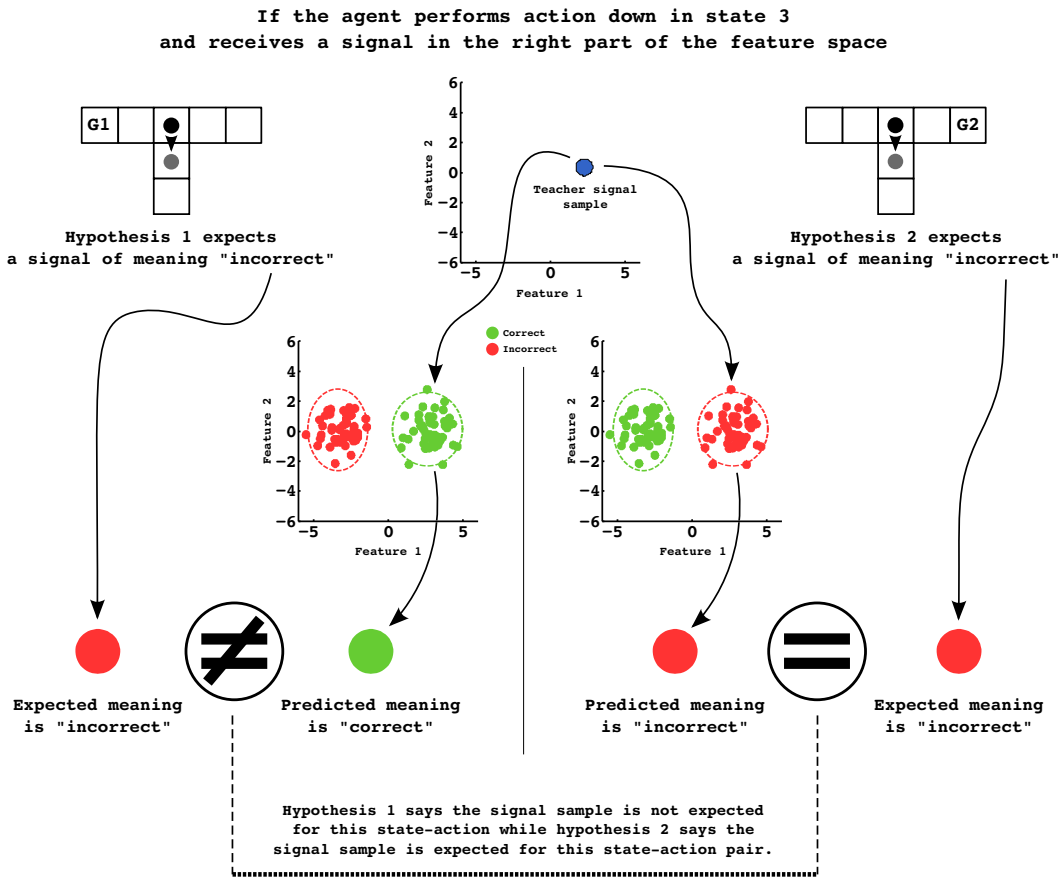 If the agent performs action down in state 3
and receives a signal in the right part of the feature space
G1
Hypothesis 1 expects
a signal of meaning "incorrect"
6
4
2
0
−2
−4
−6
Feature 2
−5
0
5
Feature 1
Teacher signal
sample
G2
Hypothesis 2 expects
a signal of meaning "incorrect"
Correct
Incorrect
6
4
2
0
−2
−4
−6
Feature 2
−5
0
5
Feature 1
6
4
2
0
−2
−4
−6
Feature 2
−5
0
5
Feature 1
Expected meaning
is "incorrect"
Predicted meaning
is "correct"
Predicted meaning
is "incorrect"
Expected meaning
is "incorrect"
Hypothesis 1 says the signal sample is not expected
for this state-action while hypothesis 2 says the
signal sample is expected for this state-action pair.